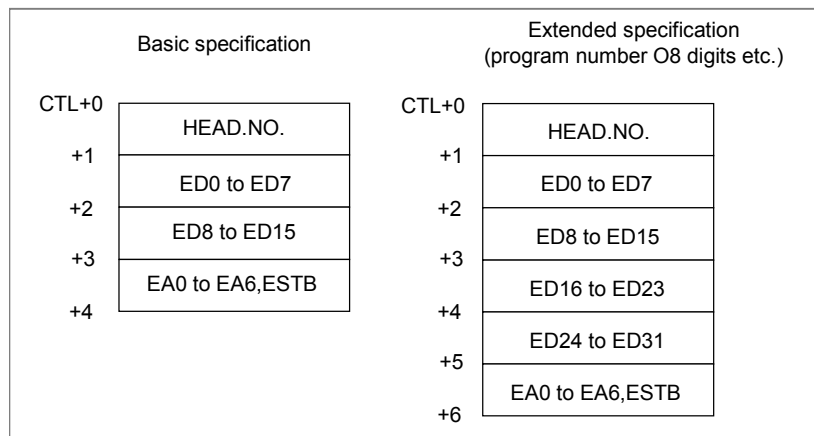 Basic specification
CTL+0
HEAD.NO.
+1
ED0 to ED7
+2
ED8 to ED15
+3
EA0 to EA6,ESTB
+4
Extended specification
(program number O8 digits etc.)
CTL+0
HEAD.NO.
+1
ED0 to ED7
+2
ED8 to ED15
+3
ED16 to ED23
+4
ED24 to ED31
+5
EA0 to EA6,ESTB
+6